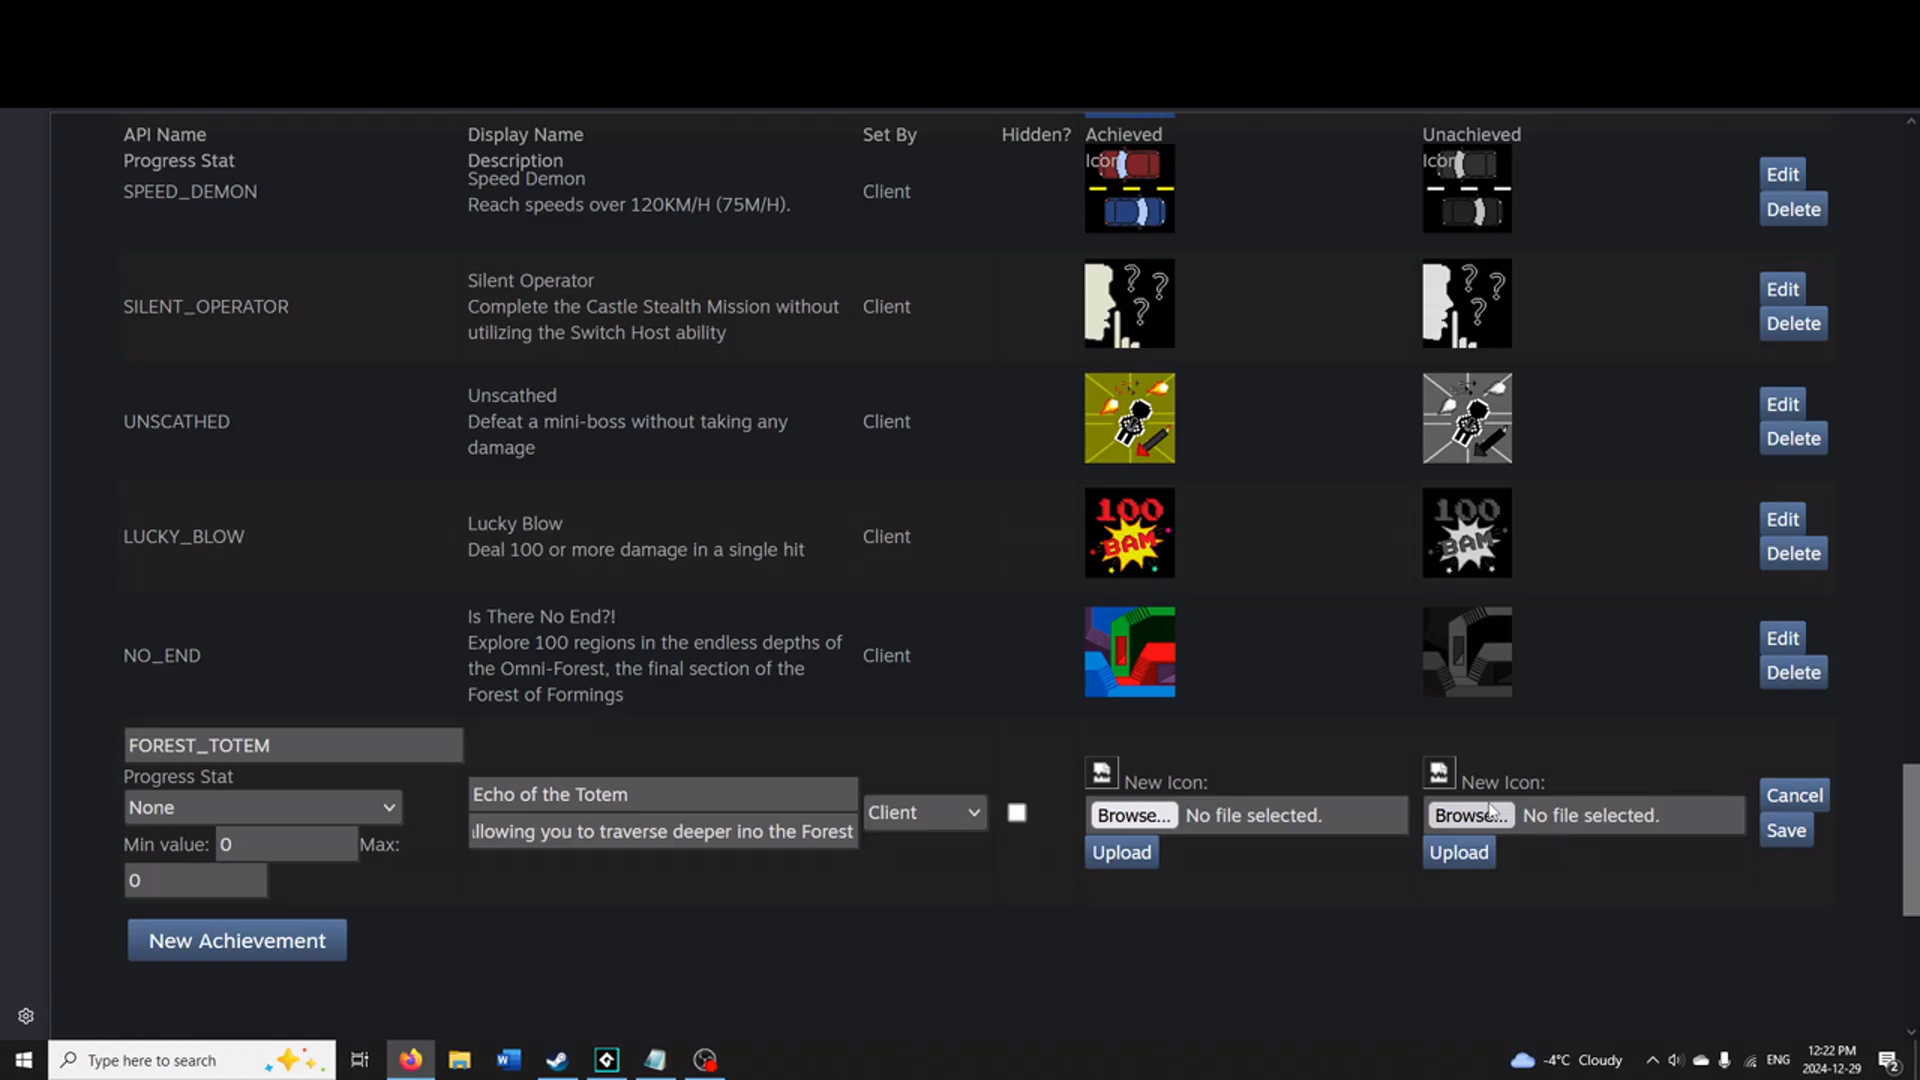 API Name Display Name Set By Hidden? Achieved Unachieved
Progress Stat Description Icon Icon
SPEED_DEMON Speed Demon Client Edit
Reach speeds over 120KM/H (75M/H). Delete
SILENT_OPERATOR Silent Operator Client ? ? ? ? ? ? Edit
Complete the Castle Stealth Mission without Delete
utilizing the Switch Host ability
UNSCATHED Unscathed Client Edit
Defeat a mini-boss without taking any Delete
damage
LUCKY_BLOW Lucky Blow Client 100 BAM 100 BAM Edit
Deal 100 or more damage in a single hit Delete
NO_END Is There No End?! Client Edit
Explore 100 regions in the endless depths of Delete
the Omni-Forest, the final section of the
Forest of Formings
FOREST_TOTEM
Progress Stat New Icon: New Icon:
None Echo of the Totem Client Browse... No file selected. Browse... No file selected. Cancel
llowing you to traverse deeper ino the Forest Save
Min value: 0 Max: Upload Upload
0
New Achievement
Type here to search -4°C Cloudy ENG 12:22 PM
2024-12-29 2